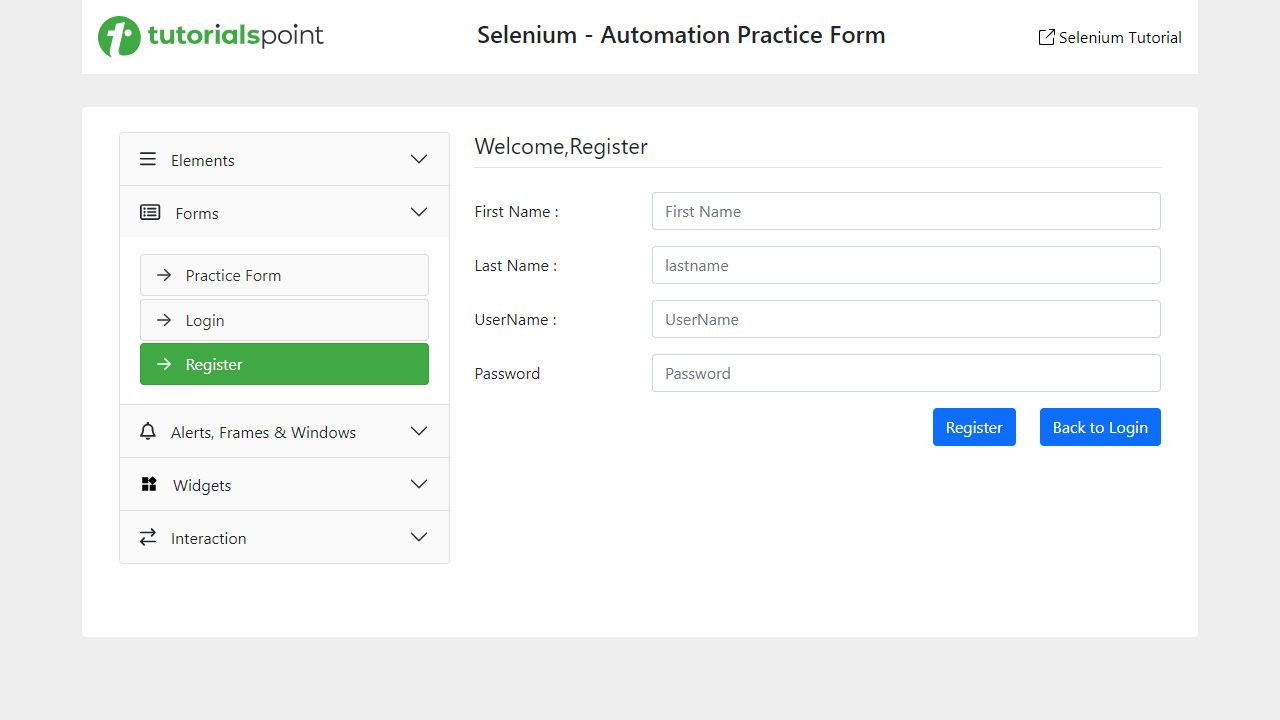 tutorialspoint
Selenium - Automation Practice Form
Selenium Tutorial
Elements
Forms
Practice Form
Login
Register
Alerts, Frames & Windows
Widgets
Interaction
Welcome,Register
First Name :
First Name
Last Name :
lastname
UserName :
UserName
Password
Password
Register
Back to Login